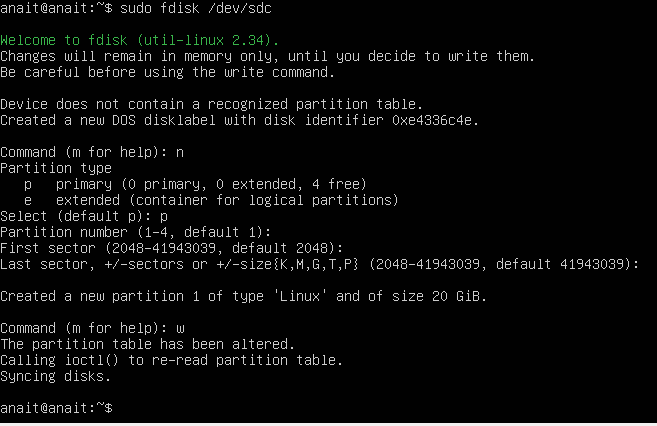 anait@anait:~$ sudo fdisk /dev/sdc
Welcome to fdisk (util-linux 2.34).
Changes will remain in memory only, until you decide to write them.
Be careful before using the write command.
Device does not contain a recognized partition table.
Created a new DOS disklabel with disk identifier 0xe4336c4e.
Command (m for help): n
Partition type
   p   primary (0 primary, 0 extended, 4 free)
   e   extended (container for logical partitions)
Select (default p): p
Partition number (1-4, default 1):
First sector (2048-41943039, default 2048):
Last sector, +/-sectors or +/-size{K,M,G,T,P} (2048-41943039, default 41943039):
Created a new partition 1 of type 'Linux' and of size 20 GiB.
Command (m for help): w
The partition table has been altered.
Calling ioctl() to re-read partition table.
Syncing disks.
anait@anait:~$